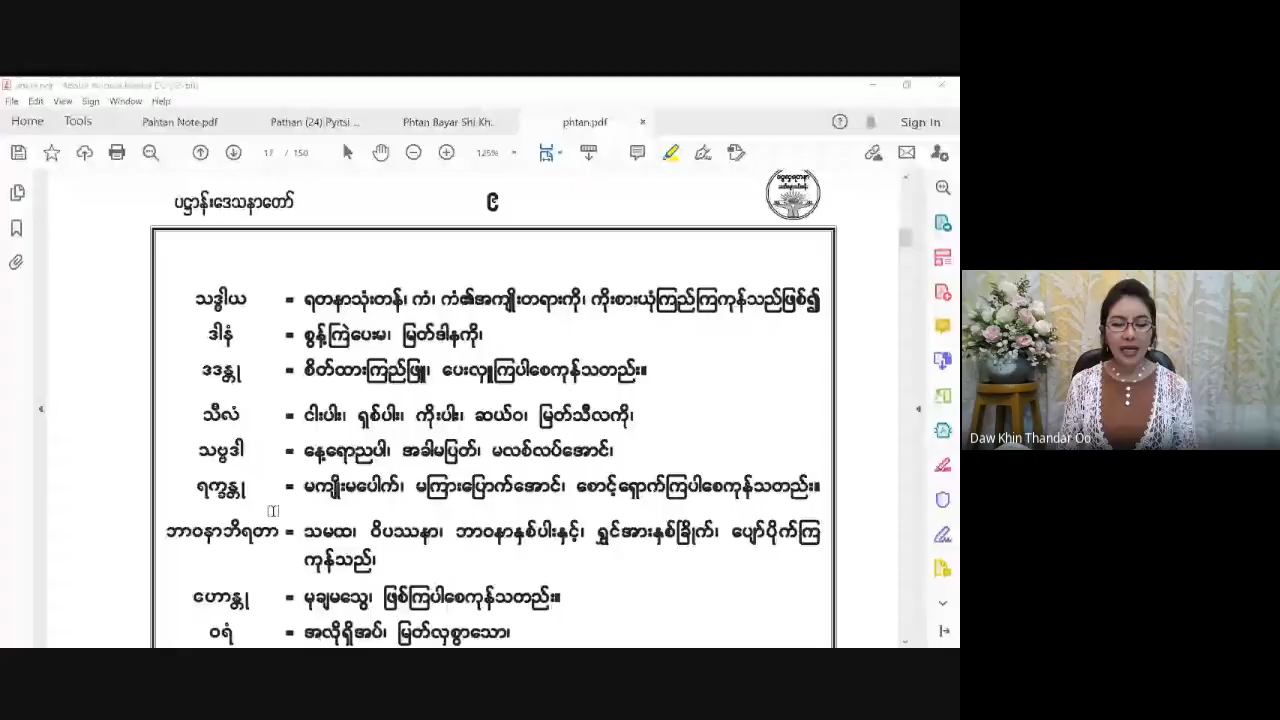 File Edit View Sign Window Help
Home Tools Pahtan Note.pdf Pathan (24) Pyitsi ... Phtan Bayar Shi Kh... phtan.pdf × Sign In
17 / 150 125%
ပဋ္ဌာန်းဒေသနာတော် ၉
သဒ္ဓါယ = ရတနာသုံးတန်၊ ကံ၊ ကံ၏အကျိုးတရားကို၊ ကိုးစားယုံကြည်ကြကုန်သည်ဖြစ်၍
ဒါနံ = စွန့်ကြဲပေးမ၊ မြတ်ဒါနကို၊
ဒဒန္တု = စိတ်ထားကြည်ဖြူ၊ ပေးလှူကြပါစေကုန်သတည်း။
သီလံ = ငါးပါး၊ ရှစ်ပါး၊ ကိုးပါး၊ ဆယ်ဝ၊ မြတ်သီလကို၊
သဗ္ဗဒါ = နေ့ရောညပါ၊ အခါမပြတ်၊ မလစ်လပ်အောင်၊
ရက္ခန္တု = မကျိုးမပေါက်၊ မကြားပြောက်အောင်၊ စောင့်ရှောက်ကြပါစေကုန်သတည်း။
ဘာဝနာဘိရတာ = သမထ၊ ဝိပဿနာ၊ ဘာဝနာနှစ်ပါးနှင့်၊ ရွှင်အားနှစ်ခြိုက်၊ ပျော်ပိုက်ကြ
ကုန်သည်၊
ဟောန္တု = မုချမသွေ၊ ဖြစ်ကြပါစေကုန်သတည်း။
ဝရံ = အလိုရှိအပ်၊ မြတ်လှစွာသော၊
Daw Khin Thandar Oo